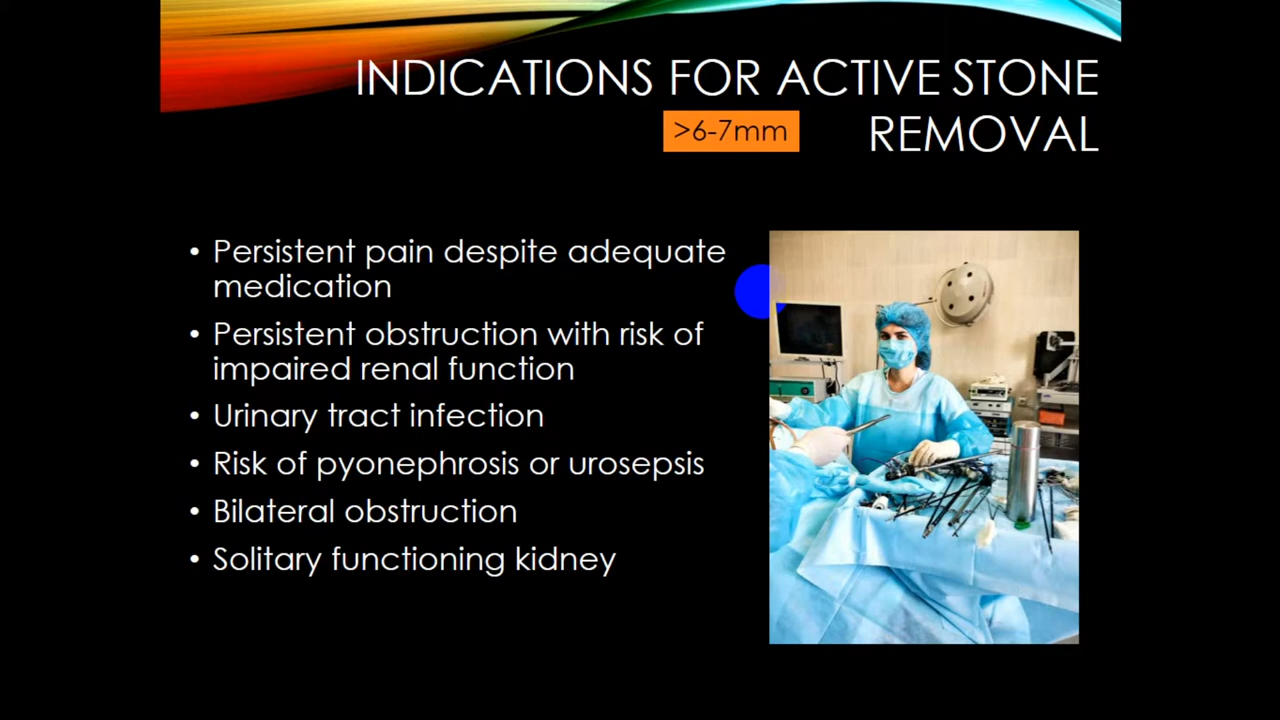 INDICATIONS FOR ACTIVE STONE
>6-7mm REMOVAL
• Persistent pain despite adequate
medication
• Persistent obstruction with risk of
impaired renal function
• Urinary tract infection
• Risk of pyonephrosis or urosepsis
• Bilateral obstruction
• Solitary functioning kidney